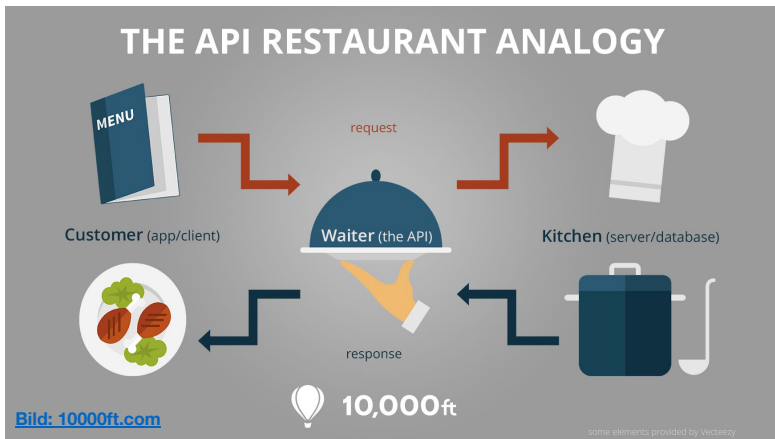 THE API RESTAURANT ANALOGY
MENU
request
Customer (app/client)
Waiter (the API)
Kitchen (server/database)
response
10,000ft
Bild: 10000ft.com
some elements provided by Vecteezy